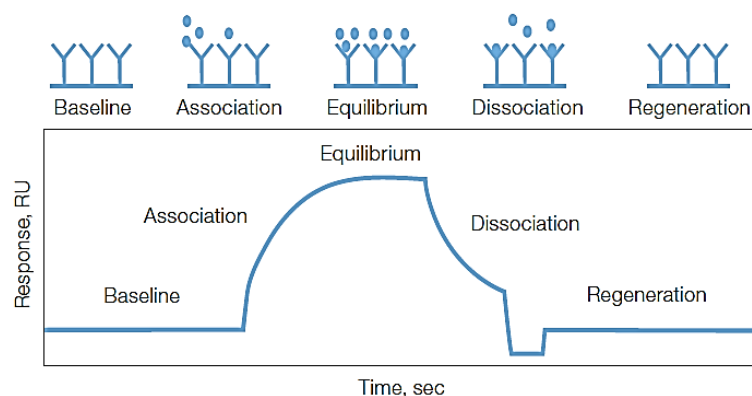 Baseline Association Equilibrium Dissociation Regeneration
Equilibrium
Association
Dissociation
Baseline
Regeneration
Response, RU
Time, sec